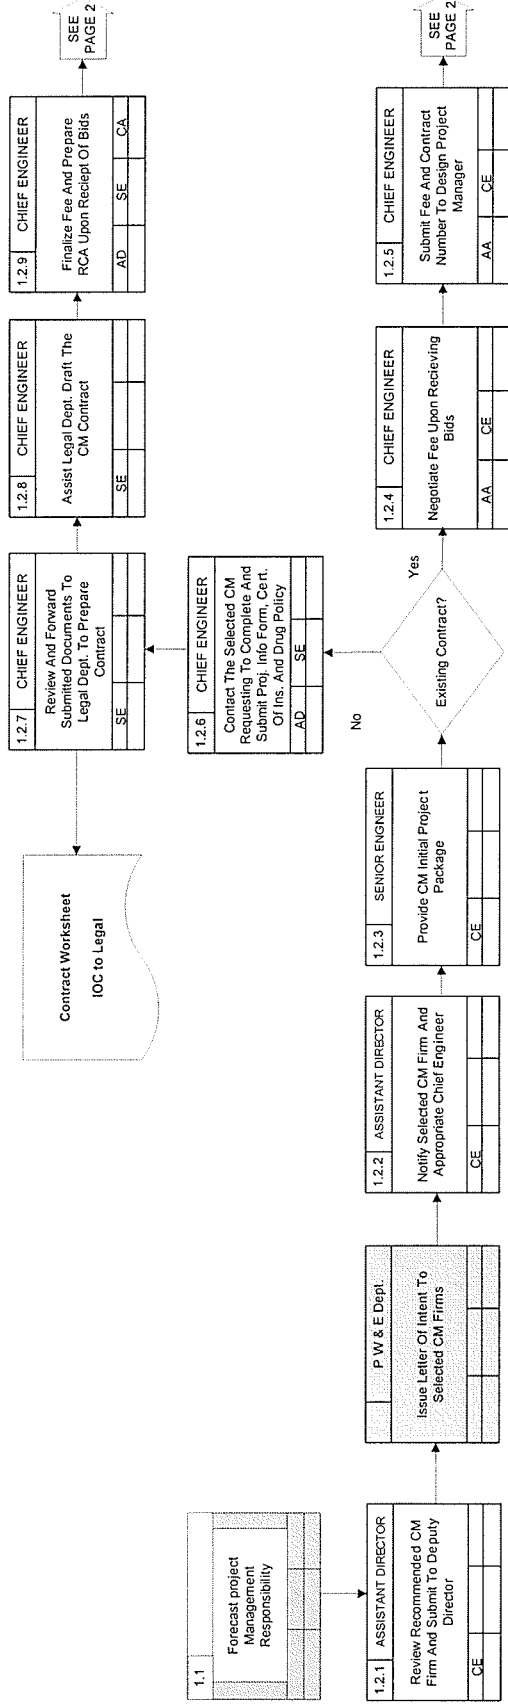 1.1
Forecast project
Management
Responsibility
1.2.1 ASSISTANT DIRECTOR
Review Recommended CM
Firm And Submit To Deputy
Director
CE
P W & E Dept.
Issue Letter Of Intent To
Selected CM Firms
1.2.2 ASSISTANT DIRECTOR
Notify Selected CM Firm And
Appropriate Chief Engineer
CE
1.2.3 SENIOR ENGNEER
Provide CM Initial Project
Package
CE
Existing Contract?
Yes
No
1.2.4 CHIEF ENGINEER
Negotiate Fee Upon Recieving
Bids
AA CE
1.2.5 CHIEF ENGINEER
Submit Fee And Contract
Number To Design Project
Manager
AA CE
SEE
PAGE 2
1.2.6 CHIEF ENGINEER
Contact The Selected CM
Requesting To Complete And
Submit Proj. Info Form, Cert.
Of Ins. And Drug Policy
AD SE
1.2.7 CHIEF ENGINEER
Review And Forward
Submitted Documents To
Legal Dept. To Prepare
Contract
SE
Contract Worksheet
IOC to Legal
1.2.8 CHIEF ENGINEER
Assist Legal Dept. Draft The
CM Contract
SE
1.2.9 CHIEF ENGINEER
Finalize Fee And Prepare
RCA Upon Reciept Of Bids
AD SE CA
SEE
PAGE 2